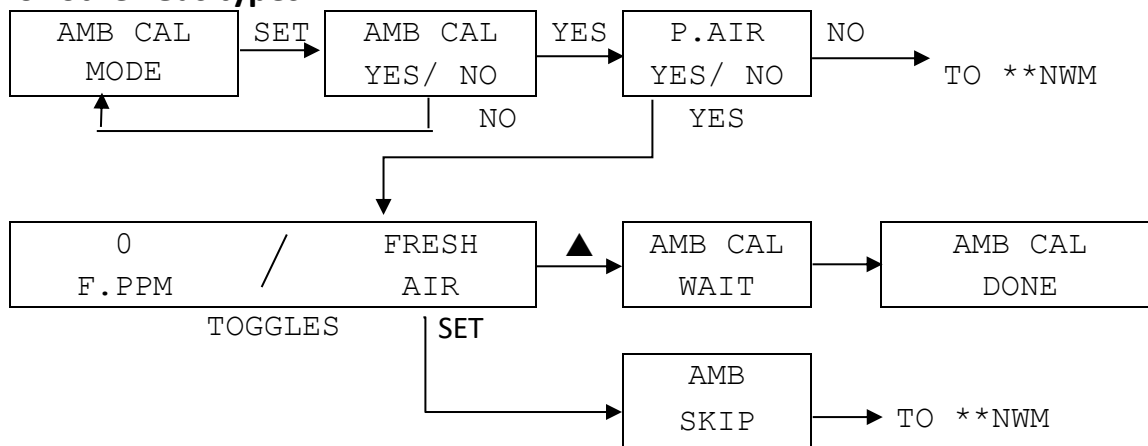 AMB CAL SET AMB CAL YES P.AIR NO
MODE YES/ NO YES/ NO TO **NWM
NO YES
0 / FRESH ▲ AMB CAL AMB CAL
F.PPM AIR WAIT DONE
TOGGLES SET
AMB
SKIP TO **NWM